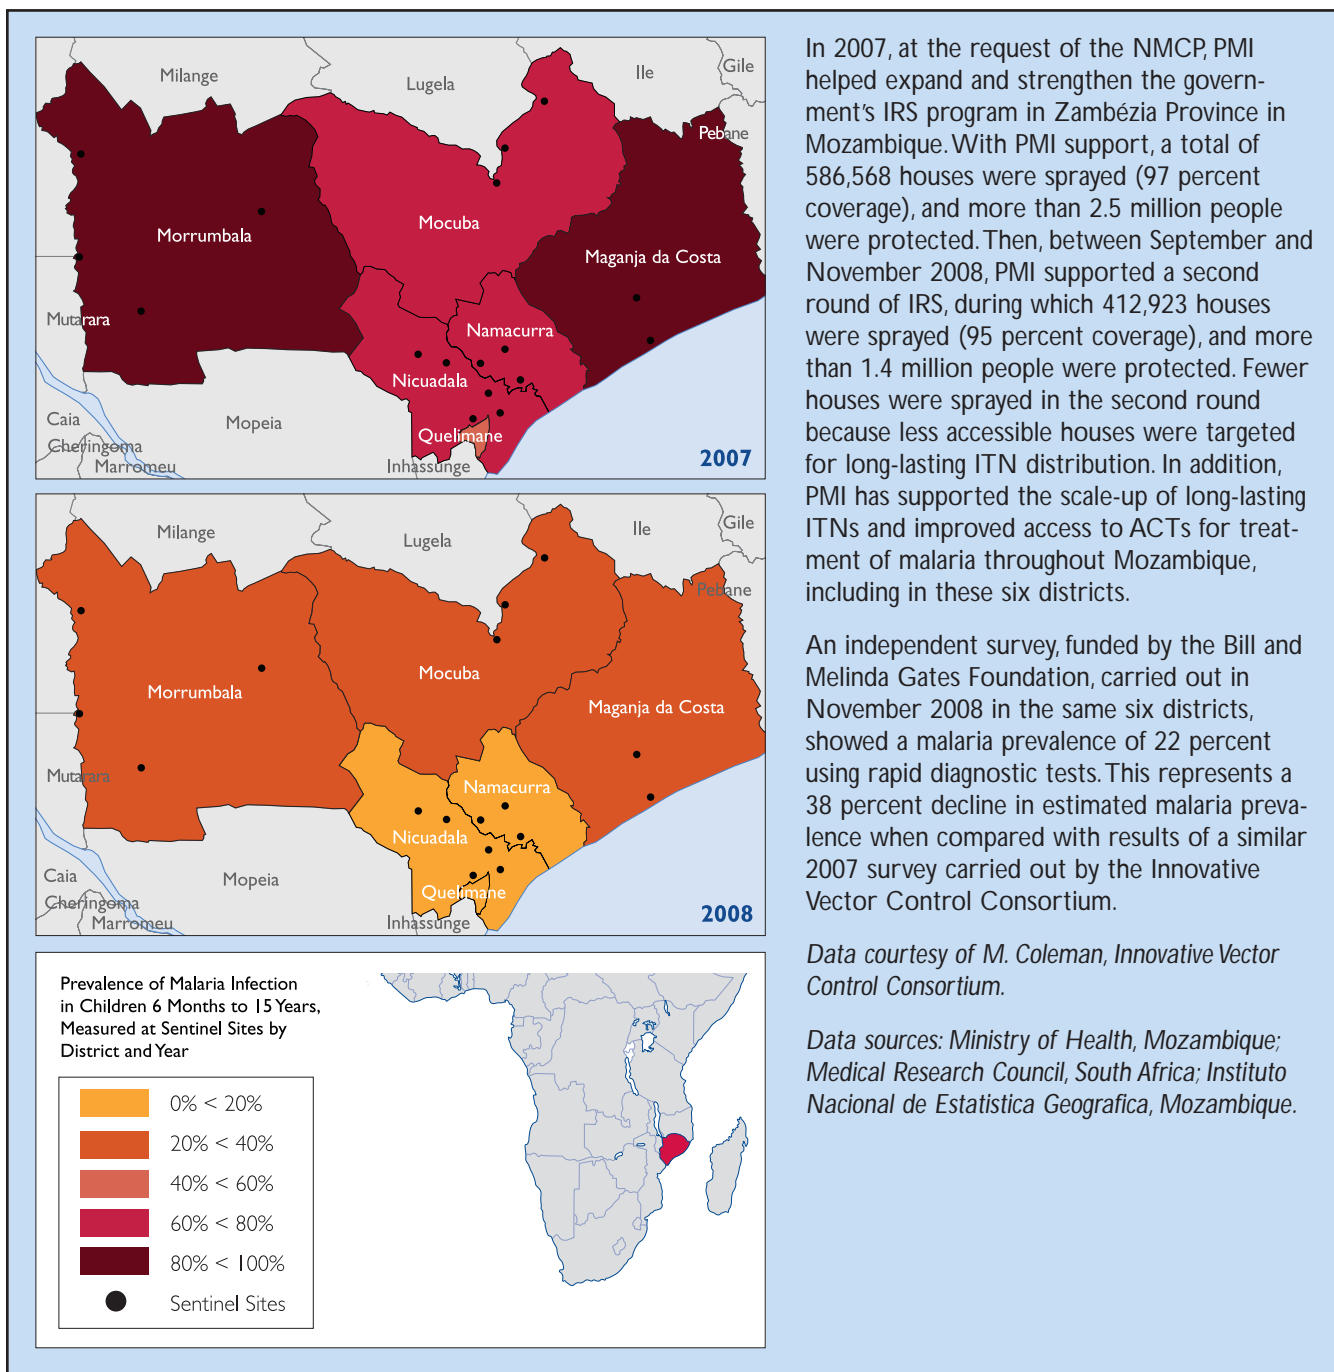 Milange
Lugela
Ile
Gile
Pebane
Morrumbala
Mocuba
Maganja da Costa
Mutarara
Namacurra
Nicuadala
Mopeia
Caia
Cheringoma
Marromeu
Quelimane
Inhassunge
2007
Milange
Lugela
Ile
Gile
Pebane
Morrumbala
Mocuba
Maganja da Costa
Mutarara
Namacurra
Nicuadala
Mopeia
Caia
Cheringoma
Marromeu
Quelimane
Inhassunge
2008
Prevalence of Malaria Infection
in Children 6 Months to 15 Years,
Measured at Sentinel Sites by
District and Year
0% < 20%
20% < 40%
40% < 60%
60% < 80%
80% < 100%
Sentinel Sites
In 2007, at the request of the NMCP, PMI
helped expand and strengthen the govern-
ment's IRS program in Zambézia Province in
Mozambique. With PMI support, a total of
586,568 houses were sprayed (97 percent
coverage), and more than 2.5 million people
were protected. Then, between September and
November 2008, PMI supported a second
round of IRS, during which 412,923 houses
were sprayed (95 percent coverage), and more
than 1.4 million people were protected. Fewer
houses were sprayed in the second round
because less accessible houses were targeted
for long-lasting ITN distribution. In addition,
PMI has supported the scale-up of long-lasting
ITNs and improved access to ACTs for treat-
ment of malaria throughout Mozambique,
including in these six districts.
An independent survey, funded by the Bill and
Melinda Gates Foundation, carried out in
November 2008 in the same six districts,
showed a malaria prevalence of 22 percent
using rapid diagnostic tests. This represents a
38 percent decline in estimated malaria preva-
lence when compared with results of a similar
2007 survey carried out by the Innovative
Vector Control Consortium.
Data courtesy of M. Coleman, Innovative Vector
Control Consortium.
Data sources: Ministry of Health, Mozambique;
Medical Research Council, South Africa; Instituto
Nacional de Estatistica Geografica, Mozambique.